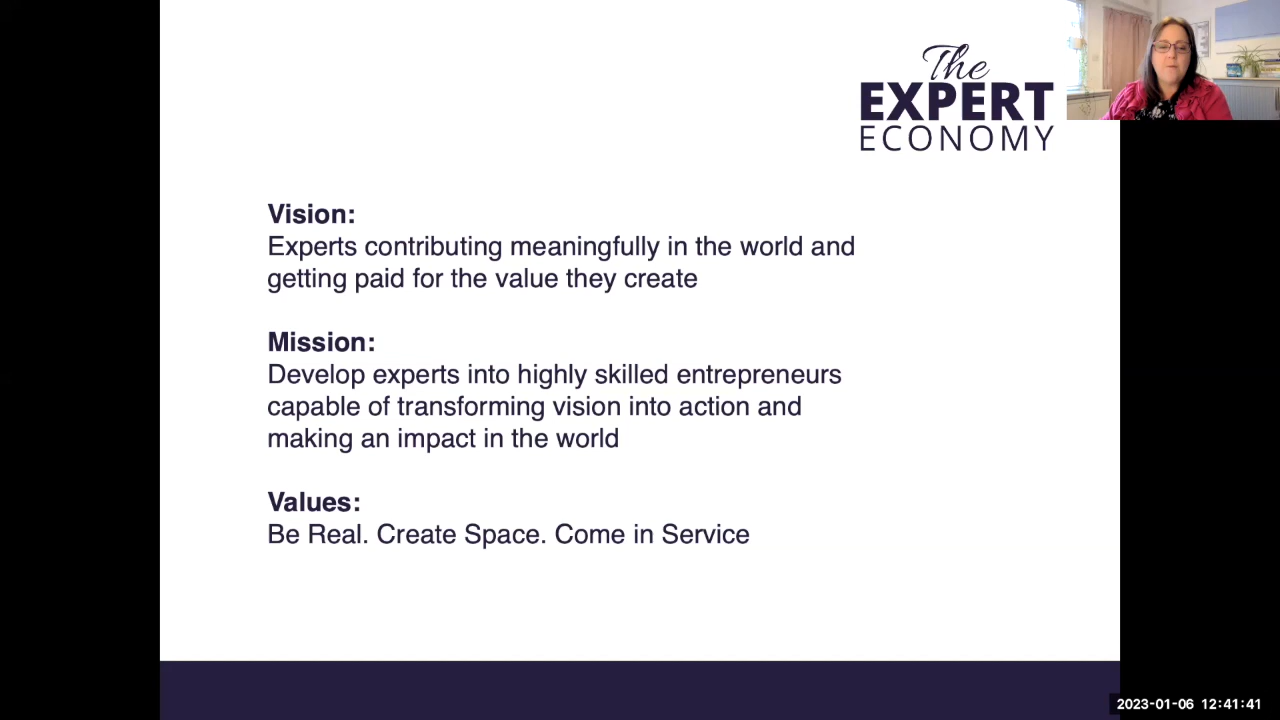 The
EXPERT
ECONOMY
Vision:
Experts contributing meaningfully in the world and
getting paid for the value they create
Mission:
Develop experts into highly skilled entrepreneurs
capable of transforming vision into action and
making an impact in the world
Values:
Be Real. Create Space. Come in Service
2023-01-06 12:41:41